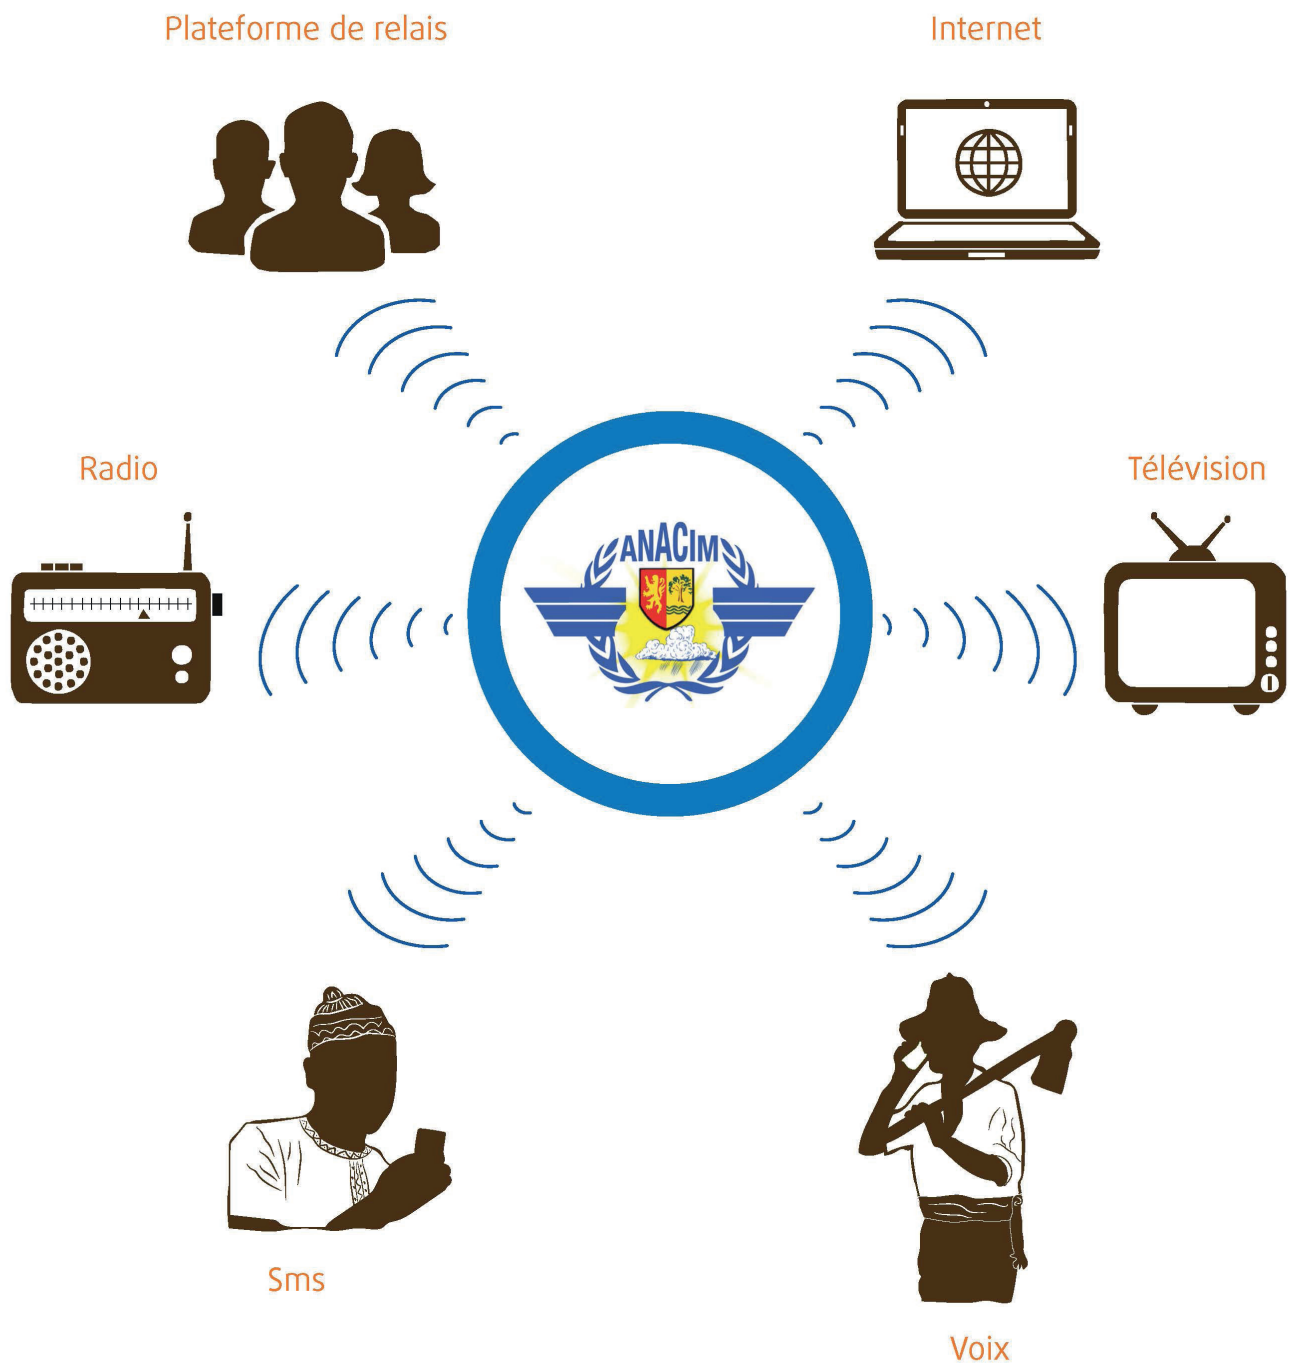 Plateforme de relais
Internet
Radio
Télévision
ANACIM
Sms
Voix